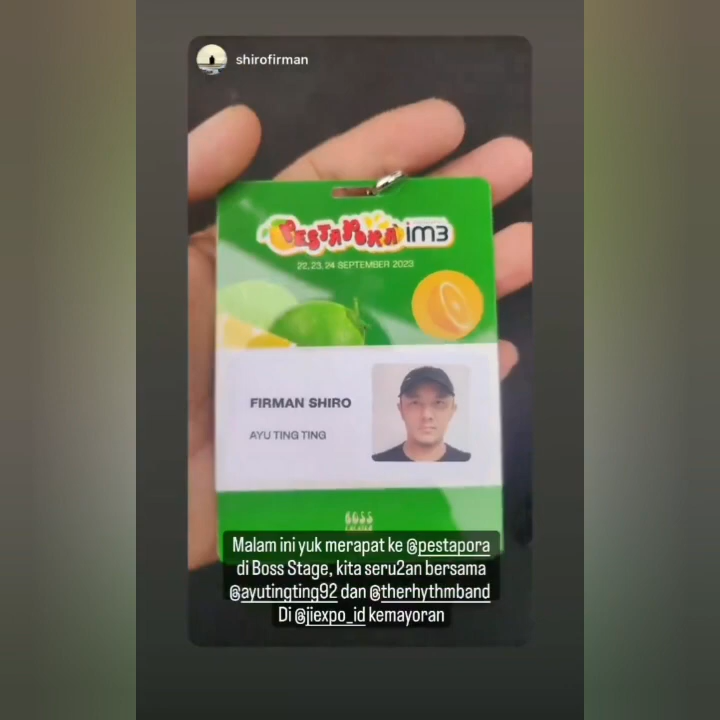 shirofirman
PESTAPORA im3
22, 23, 24 SEPTEMBER 2023
FIRMAN SHIRO
AYU TING TING
BOSS
Malam ini yuk merapat ke @pestapora
di Boss Stage, kita seru2an bersama
@ayutingting92 dan @therhythmband
Di @jiexpo_id kemayoran